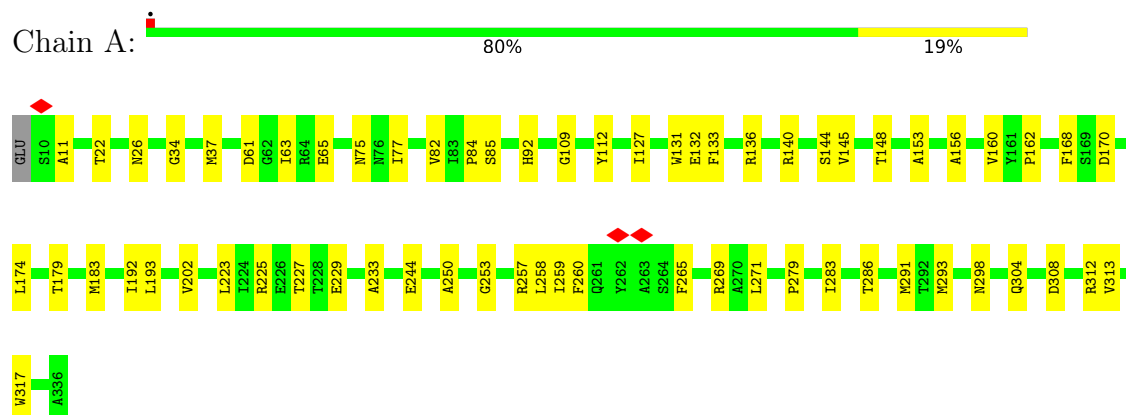 Chain A:
80% 19%
GLU S10 A11 T22 N26 G34 M37 D61 G62 I63 R64 E65 N75 N76 I77 V82 I83 P84 S85 H92 G109 Y112 I127 W131 E132 F133 R136 R140 S144 V145 T148 A153 A156 V160 Y161 P162 F168 S169 D170
L174 T179 M183 I192 L193 V202 L223 I224 R225 E226 T227 T228 E229 A233 E244 A250 G253 R257 L258 I259 F260 Q261 Y262 A263 S264 F265 R269 A270 L271 P279 I283 T286 M291 T292 M293 N298 Q304 D308 R312 V313
W317 A336